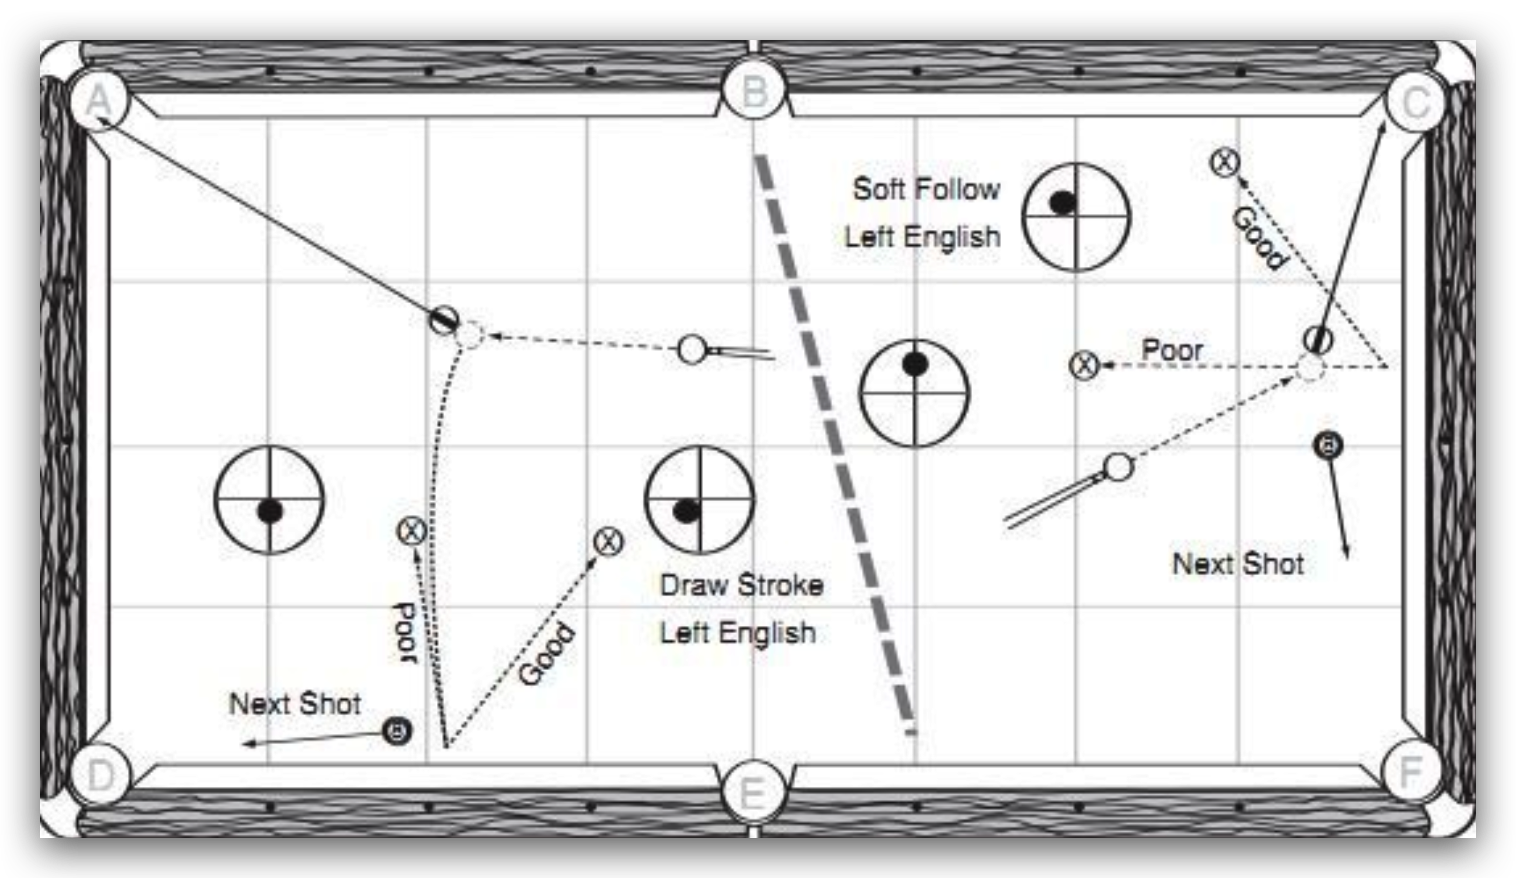 A
B
C
Soft Follow
Left English
Good
Poor
Next Shot
Draw Stroke
Left English
Poor
Good
Next Shot
D
E
F
X
X
X
X
8
8